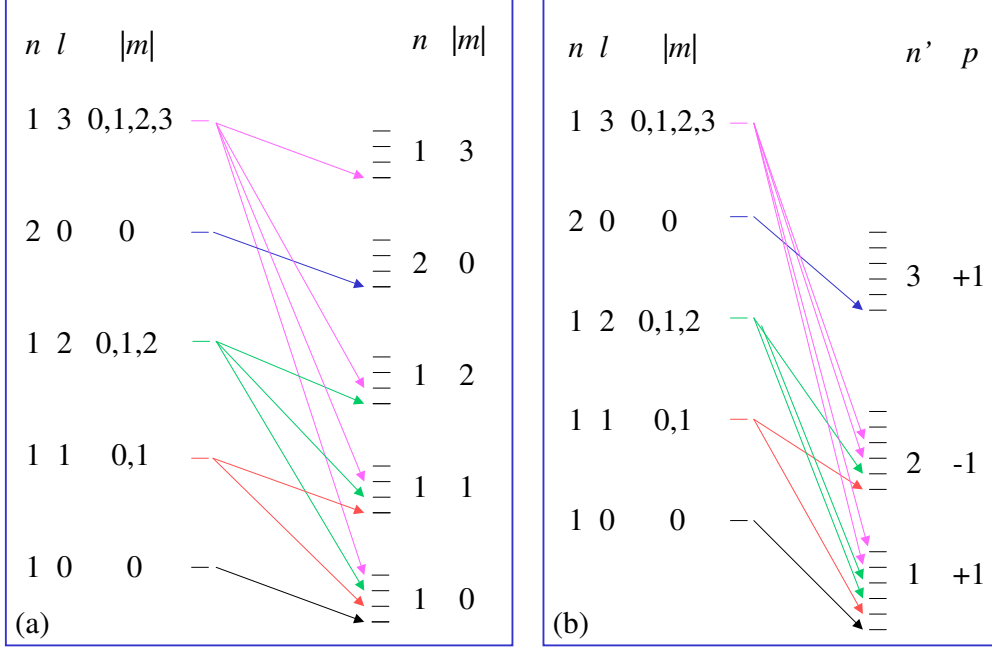 n l |m| n |m|
1 3 0,1,2,3
1 3
2 0 0
2 0
1 2 0,1,2
1 2
1 1 0,1
1 1
1 0 0
1 0
(a)
n l |m| n’ p
1 3 0,1,2,3
2 0 0
3 +1
1 2 0,1,2
1 1 0,1
2 -1
1 0 0
1 +1
(b)